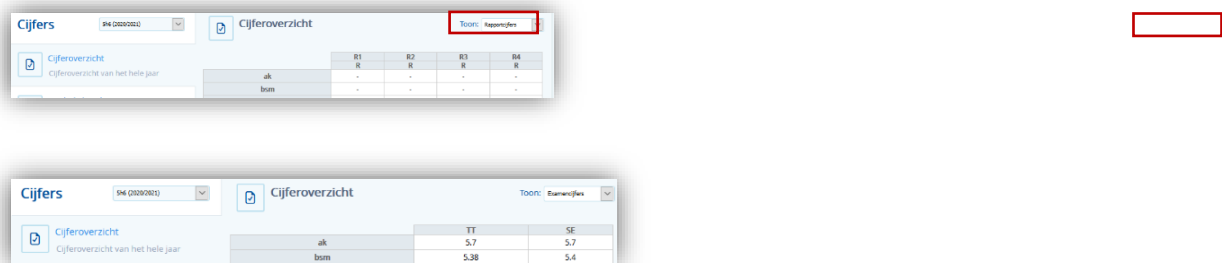 Cijfers 5h6 (2020/2021) Cijferoverzicht Toon: Rapportcijfers
Cijferoverzicht
Cijferoverzicht van het hele jaar
R1 R2 R3 R4
R R R R
ak - - - -
bsm - - - -
Cijfers 5h6 (2020/2021) Cijferoverzicht Toon: Examencijfers
Cijferoverzicht
Cijferoverzicht van het hele jaar
TT SE
ak 5.7 5.7
bsm 5.38 5.4